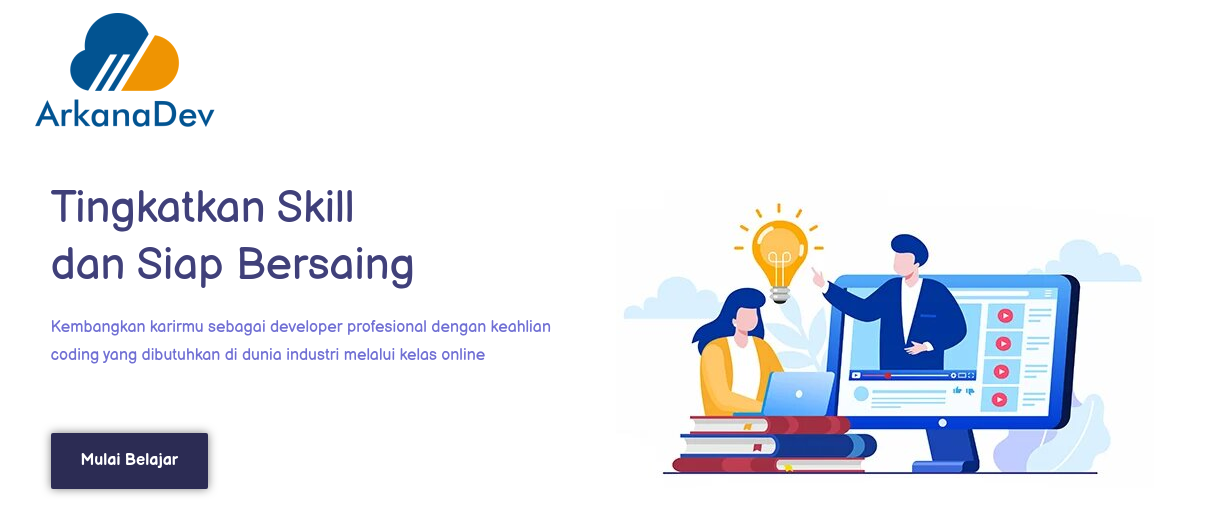 ArkanaDev
Tingkatkan Skill
dan Siap Bersaing
Kembangkan karirmu sebagai developer profesional dengan keahlian
coding yang dibutuhkan di dunia industri melalui kelas online
Mulai Belajar